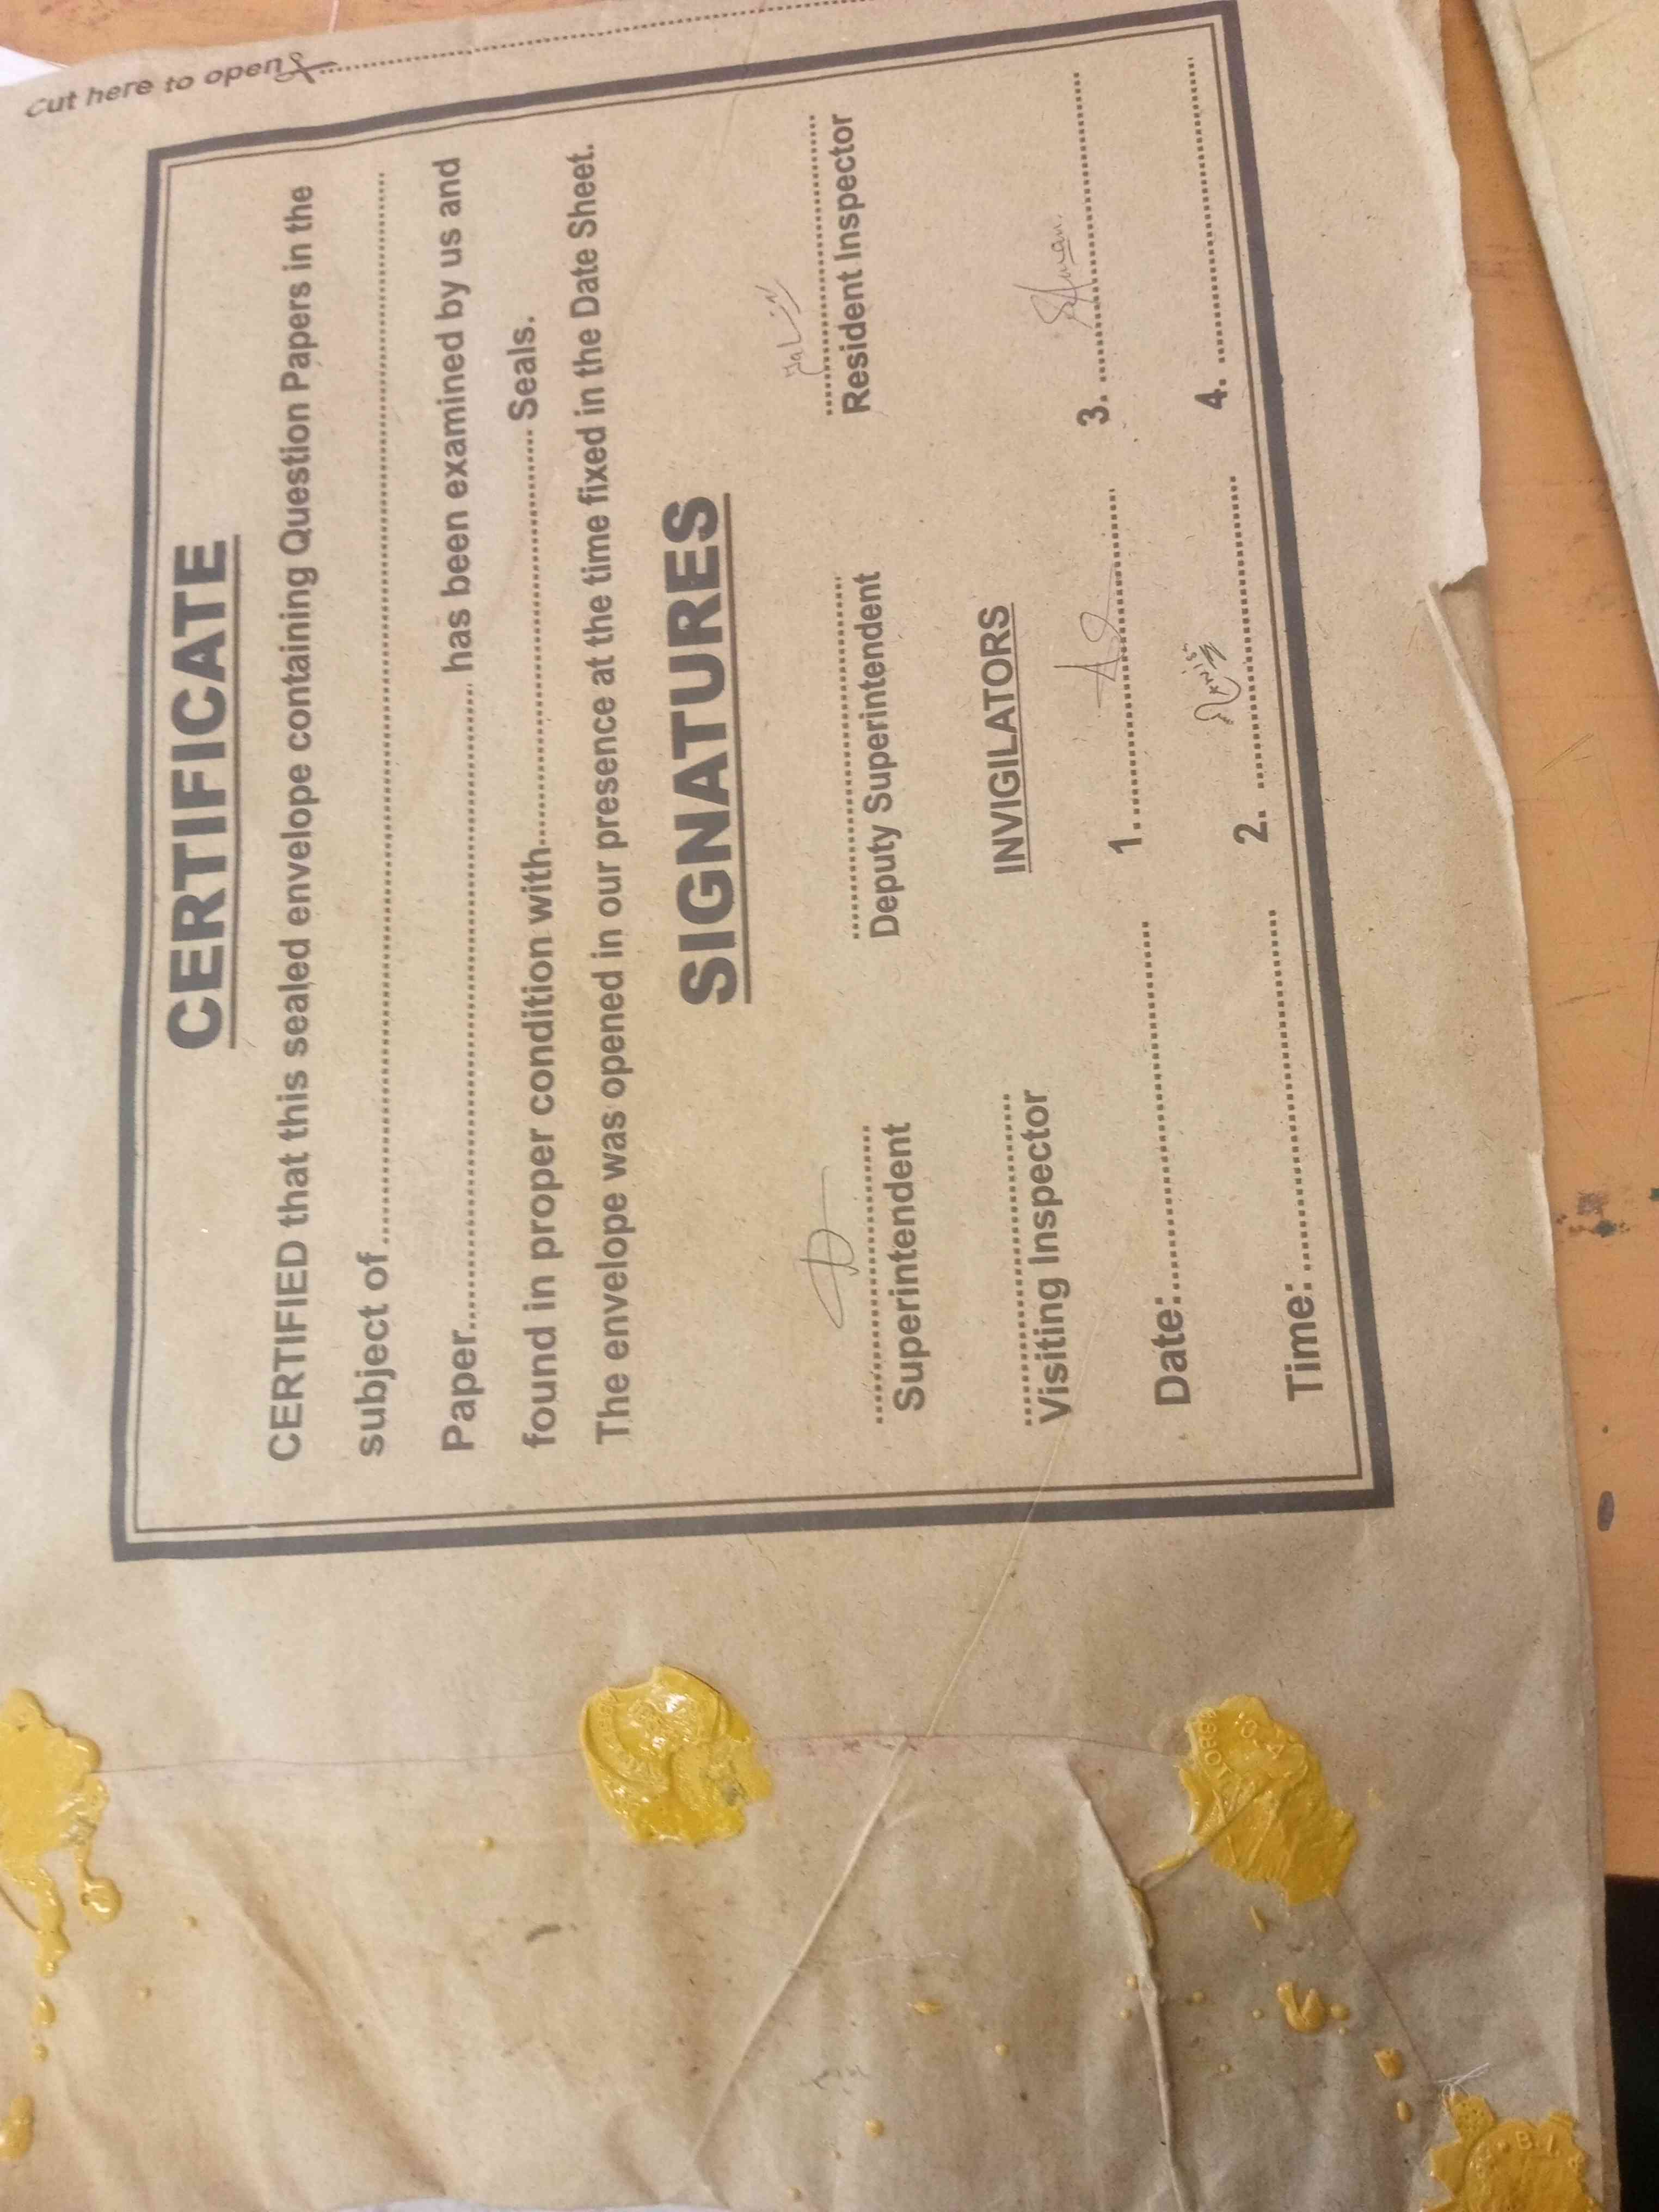 Cut here to open
CERTIFICATE
CERTIFIED that this sealed envelope containing Question Papers in the
subject of
Paper has been examined by us and
found in proper condition with Seals.
The envelope was opened in our presence at the time fixed in the Date Sheet.
SIGNATURES
Superintendent
Deputy Superintendent
Resident Inspector
Visiting Inspector
INVIGILATORS
Date:
1.
3.
Time:
2.
4.
B.I.